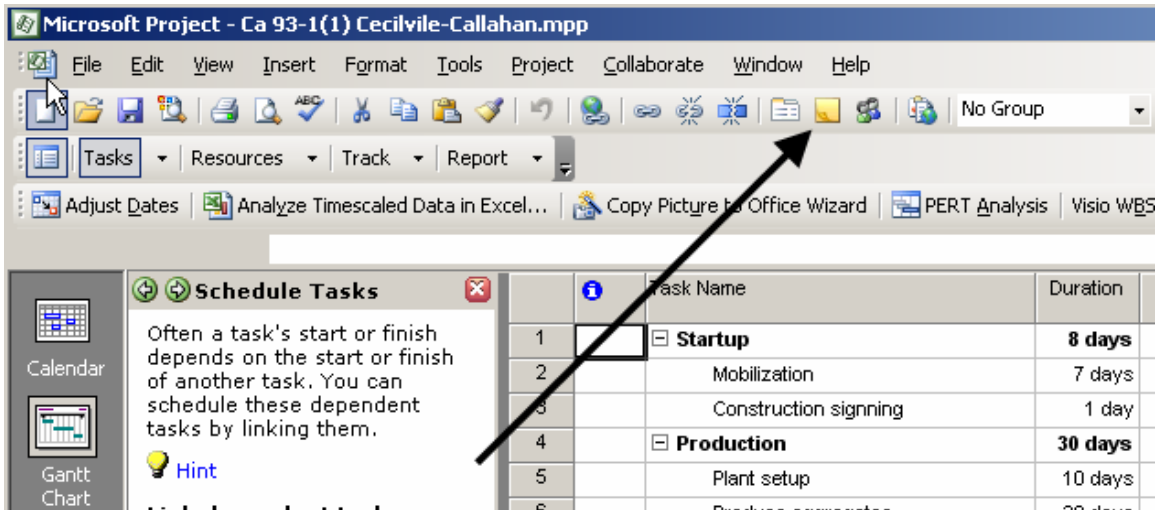 Microsoft Project - Ca 93-1(1) Cecilvile-Callahan.mpp
File Edit View Insert Format Tools Project Collaborate Window Help
ABC No Group
Tasks Resources Track Report
Adjust Dates Analyze Timescaled Data in Excel... Copy Picture to Office Wizard PERT Analysis Visio WBS
Schedule Tasks
Often a task's start or finish
depends on the start or finish
of another task. You can
schedule these dependent
tasks by linking them.
Hint
Calendar
Gantt
Chart
Task Name Duration
1 Startup 8 days
2 Mobilization 7 days
3 Construction signning 1 day
4 Production 30 days
5 Plant setup 10 days
6 Produce aggregates